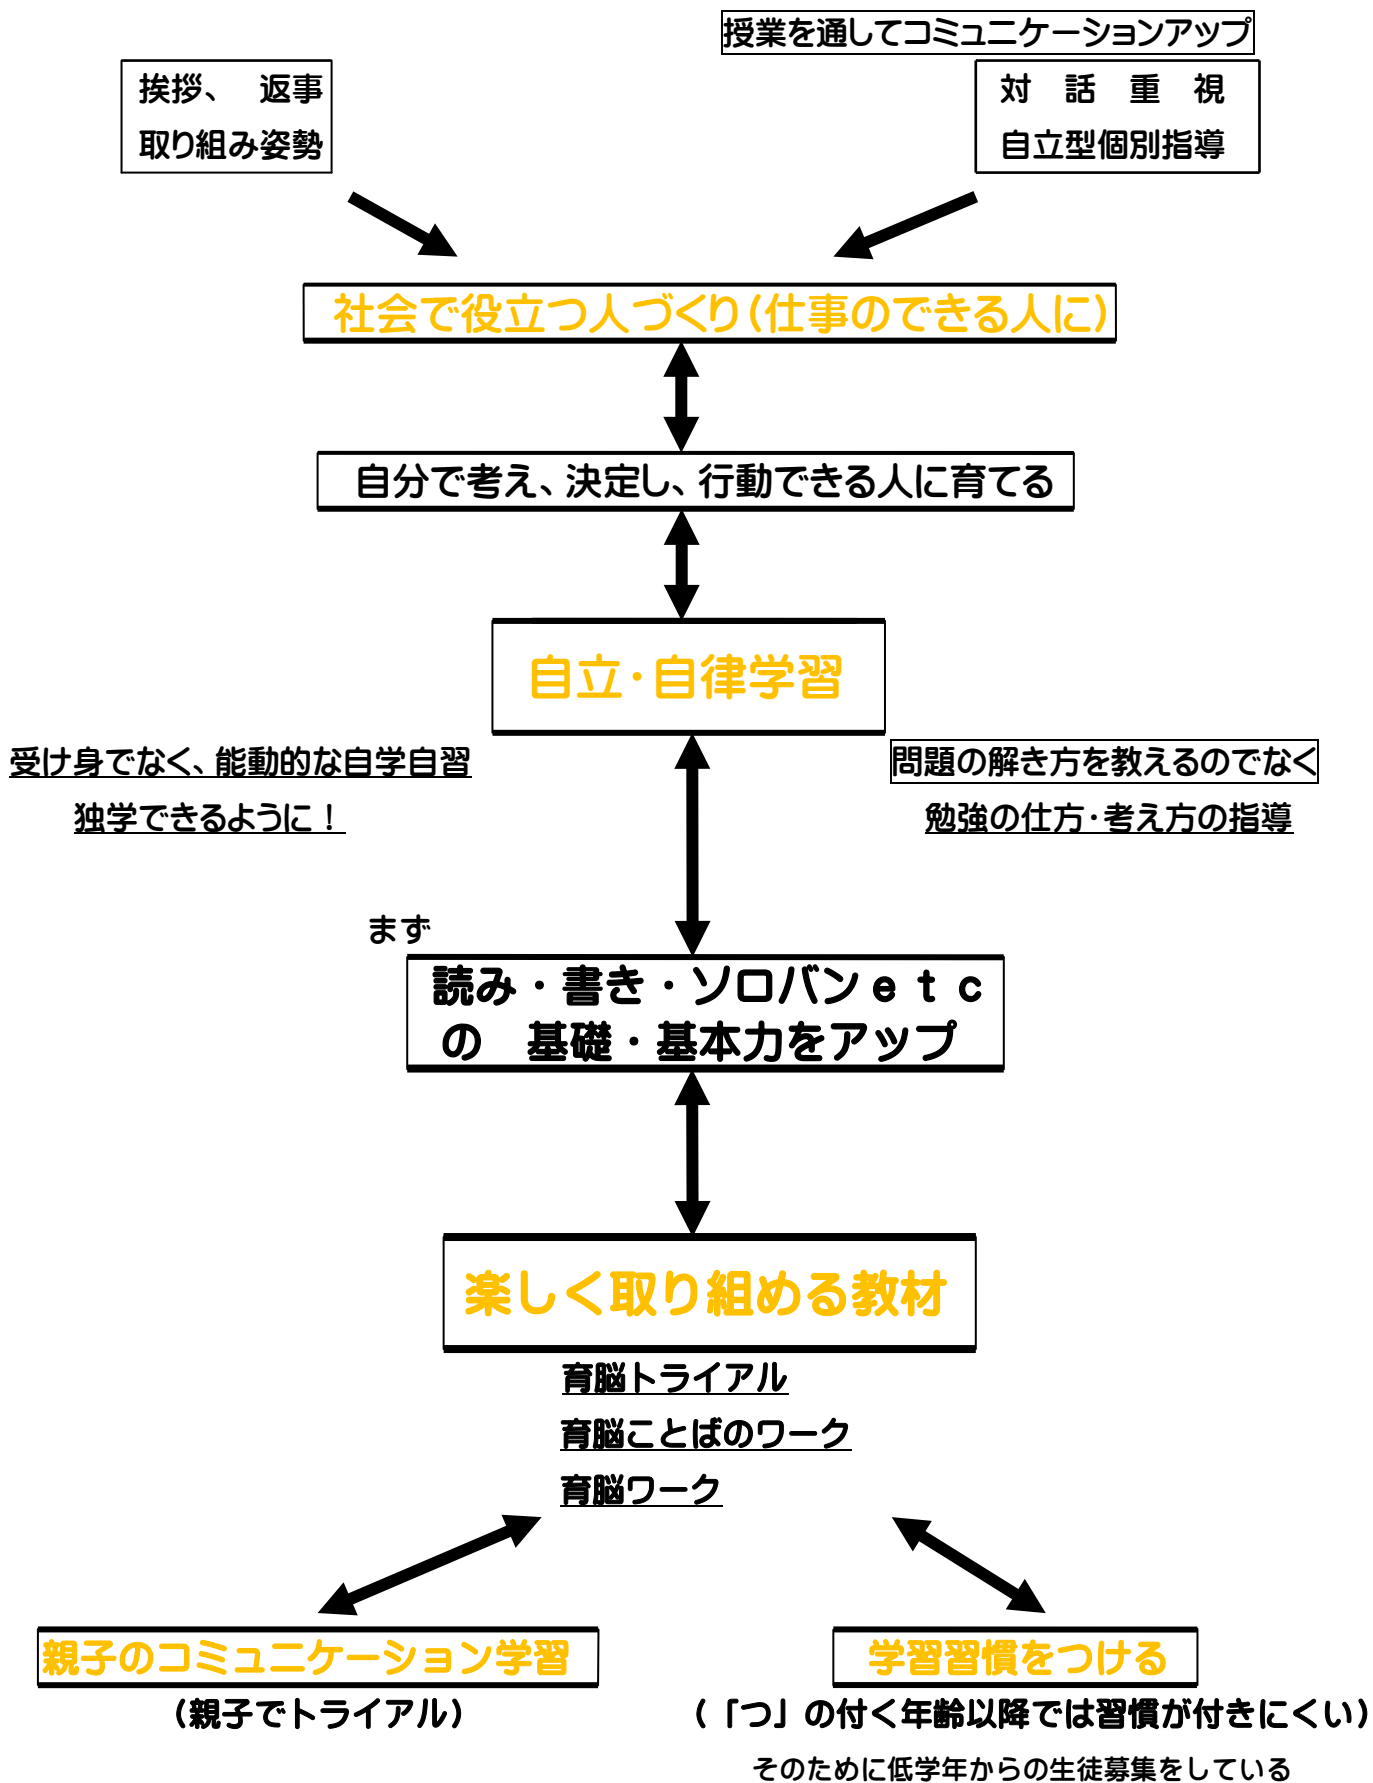 授業を通してコミュニケーションアップ
挨拶、　返事
取り組み姿勢
対　話　重　視
自立型個別指導
社会で役立つ人づくり（仕事のできる人に）
自分で考え、決定し、行動できる人に育てる
自立・自律学習
受け身でなく、能動的な自学自習
独学できるように！
問題の解き方を教えるのでなく
勉強の仕方・考え方の指導
まず
読み・書き・ソロバンｅｔｃ
の　基礎・基本力をアップ
楽しく取り組める教材
育脳トライアル
育脳ことばのワーク
育脳ワーク
親子のコミュニケーション学習
（親子でトライアル）
学習習慣をつける
（「つ」の付く年齢以降では習慣が付きにくい）
そのために低学年からの生徒募集をしている